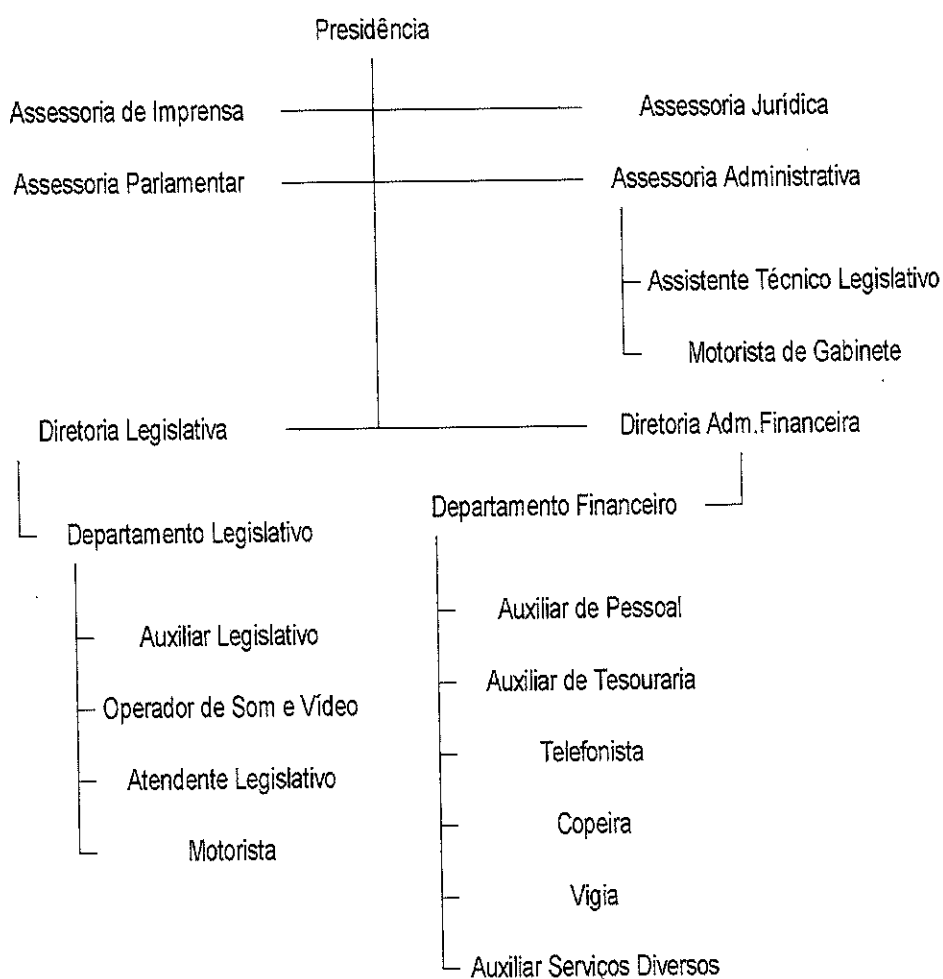 Presidência
Assessoria de Imprensa
Assessoria Jurídica
Assessoria Parlamentar
Assessoria Administrativa
Assistente Técnico Legislativo
Motorista de Gabinete
Diretoria Legislativa
Diretoria Adm.Financeira
Departamento Legislativo
Auxiliar Legislativo
Operador de Som e Vídeo
Atendente Legislativo
Motorista
Departamento Financeiro
Auxiliar de Pessoal
Auxiliar de Tesouraria
Telefonista
Copeira
Vigia
Auxiliar Serviços Diversos